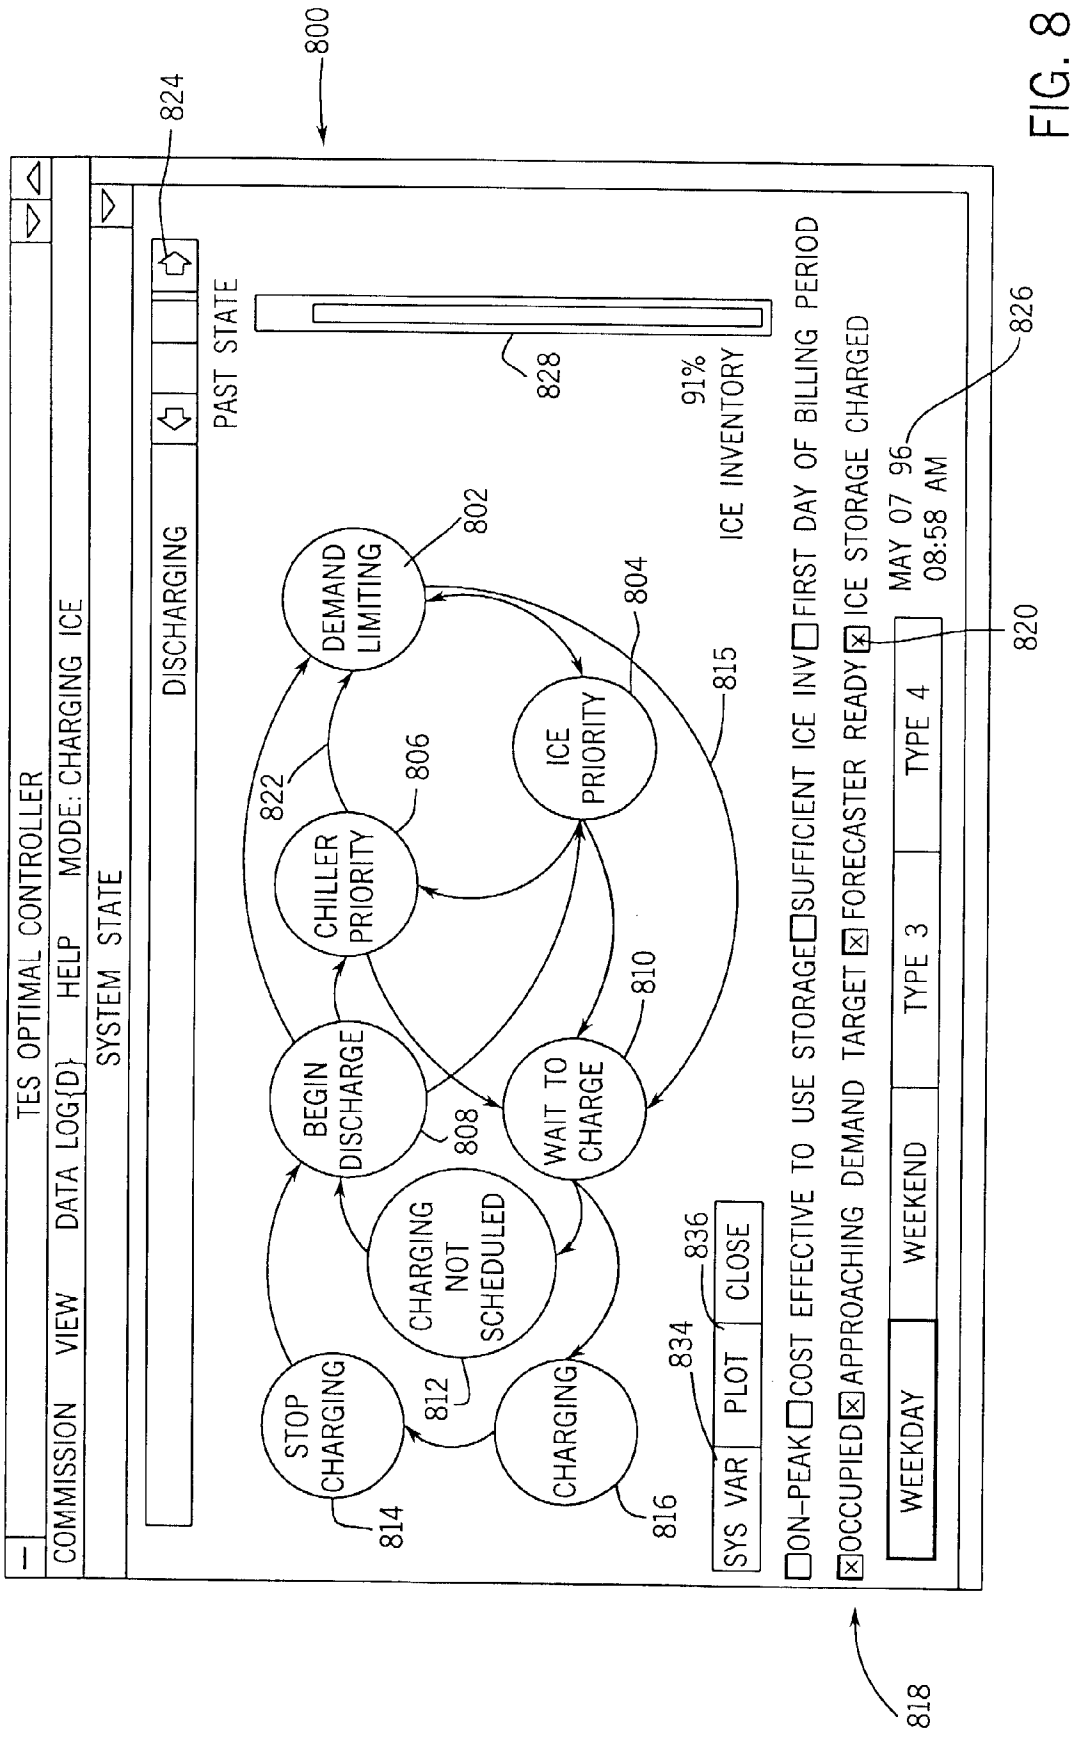 TES OPTIMAL CONTROLLER
COMMISSION VIEW DATA LOG{D} HELP MODE: CHARGING ICE
SYSTEM STATE
DISCHARGING
824
800
PAST STATE
STOP
CHARGING
814
BEGIN
DISCHARGE
808
CHILLER
PRIORITY
806
822
DEMAND
LIMITING
802
CHARGING
NOT
SCHEDULED
812
CHARGING
816
WAIT TO
CHARGE
810
ICE
PRIORITY
804
815
828
91%
ICE INVENTORY
834
836
SYS VAR PLOT CLOSE
ON-PEAK COST EFFECTIVE TO USE STORAGE SUFFICIENT ICE INV FIRST DAY OF BILLING PERIOD
OCCUPIED APPROACHING DEMAND TARGET FORECASTER READY ICE STORAGE CHARGED
WEEKDAY WEEKEND TYPE 3 TYPE 4
MAY 07 96
08:58 AM
826
820
818
FIG. 8